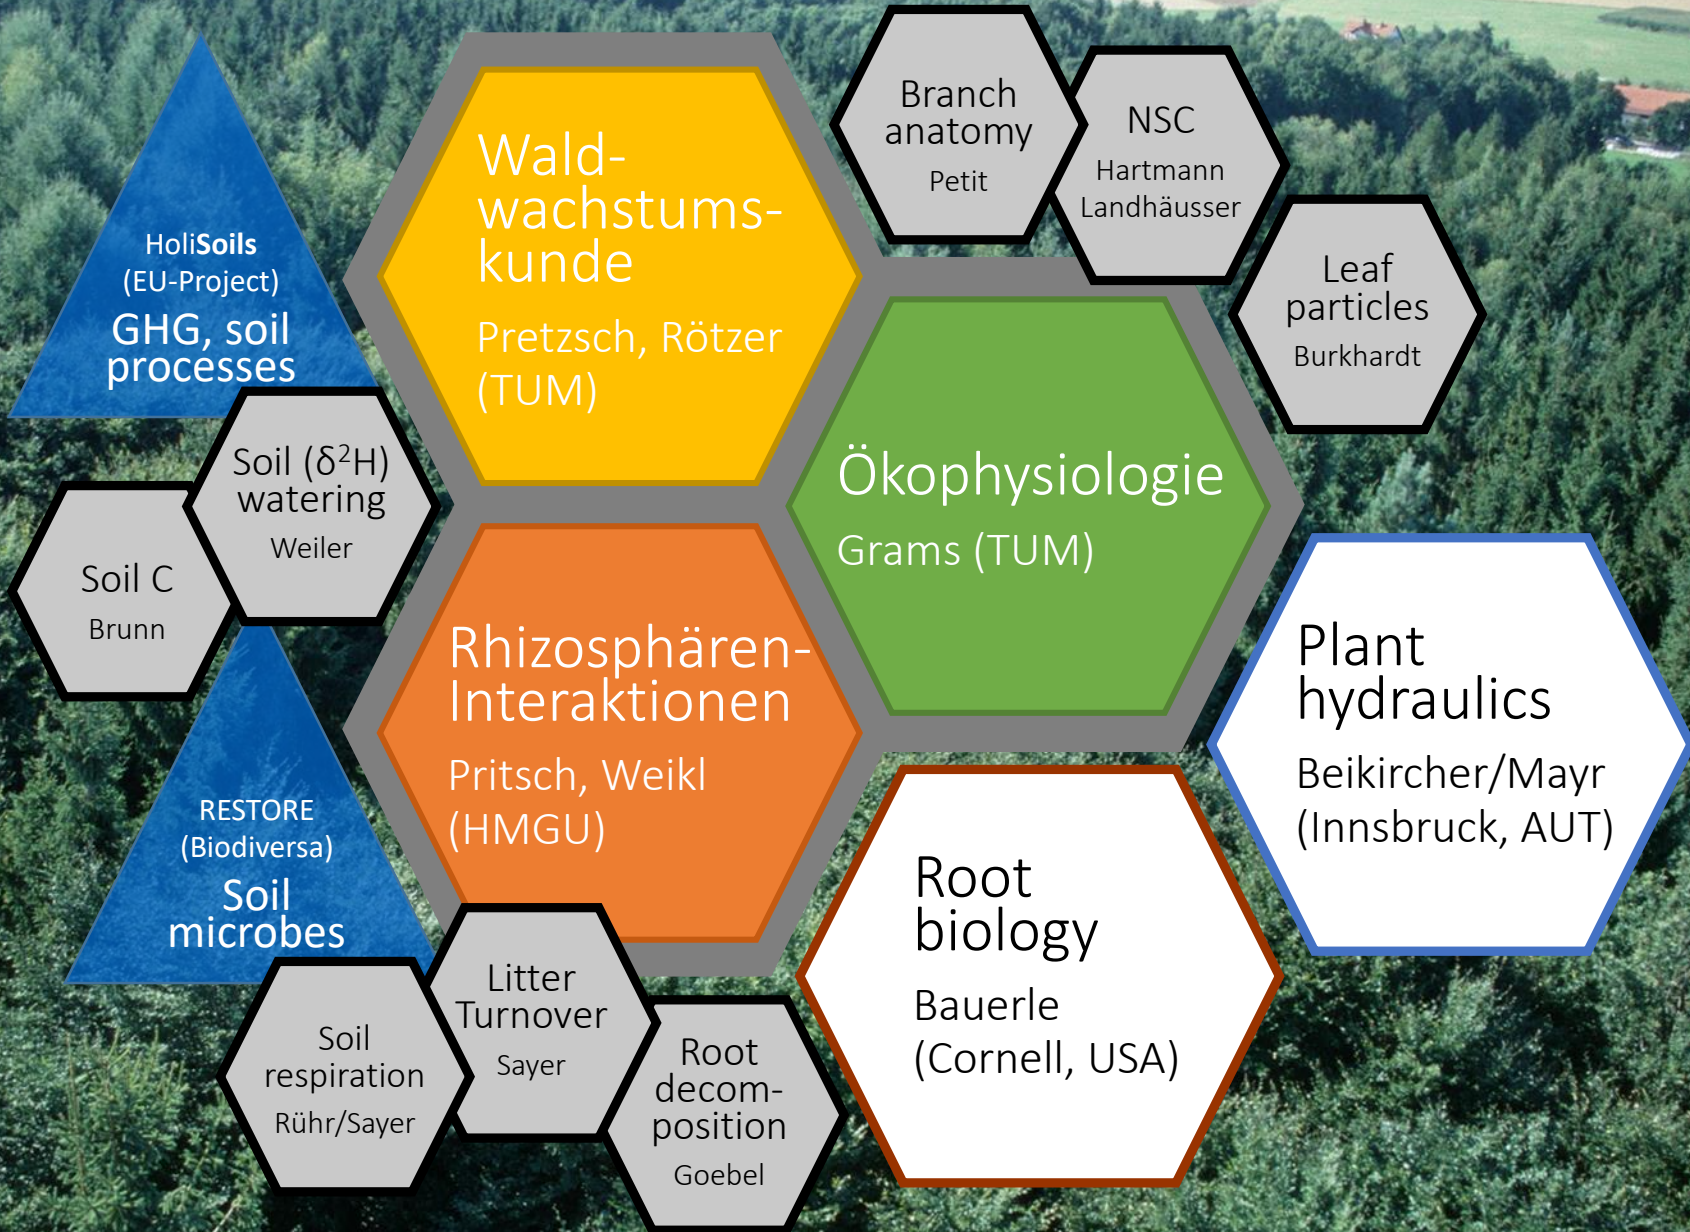 HoliSoils
(EU-Project)
GHG, soil
processes
Wald-
wachstums-
kunde
Pretzsch, Rötzer
(TUM)
Branch
anatomy
Petit
NSC
Hartmann
Landhäusser
Leaf
particles
Burkhardt
Soil (δ²H)
watering
Weiler
Soil C
Brunn
Ökophysiologie
Grams (TUM)
Rhizosphären-
Interaktionen
Pritsch, Weikl
(HMGU)
Plant
hydraulics
Beikircher/Mayr
(Innsbruck, AUT)
RESTORE
(Biodiversa)
Soil
microbes
Root
biology
Bauerle
(Cornell, USA)
Soil
respiration
Rühr/Sayer
Litter
Turnover
Sayer
Root
decom-
position
Goebel